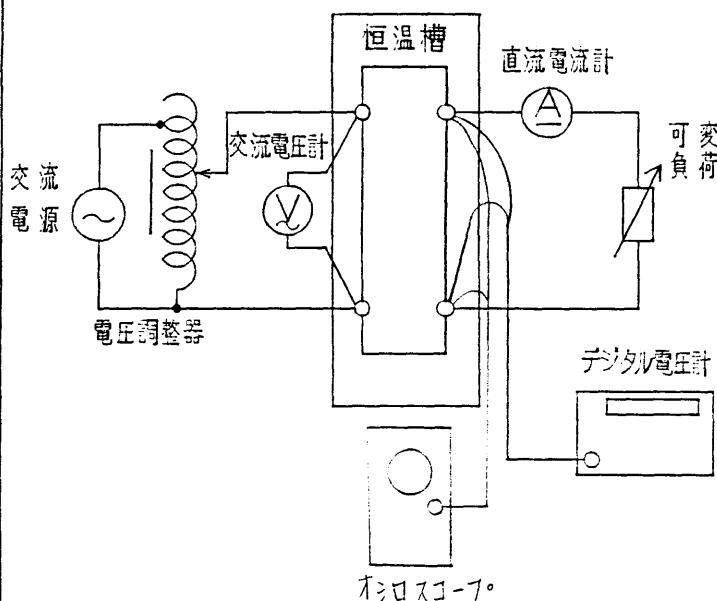 恒温槽
直流電流計
A
可変
負荷
交流電圧計
V
交流
電源
電圧調整器
デジタル電圧計
オシロスコープ